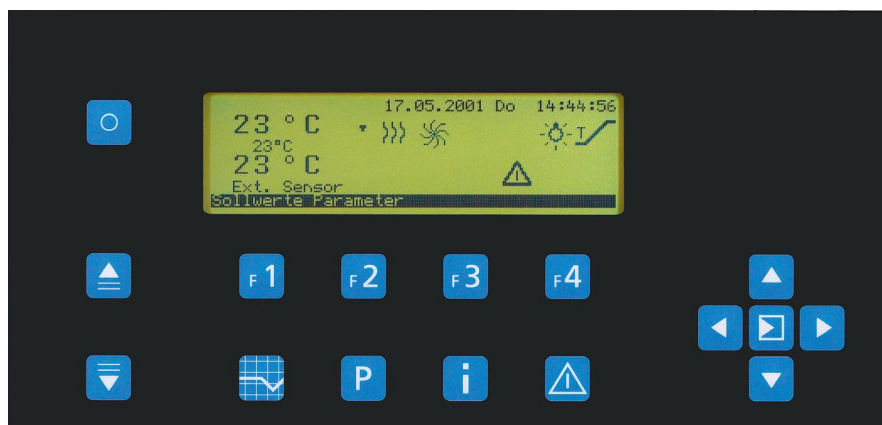 17.05.2001 Do 14:44:56
23 °C
23°C
23 °C
Ext. Sensor
Sollwerte Parameter
T
F1 F2 F3 F4
P i